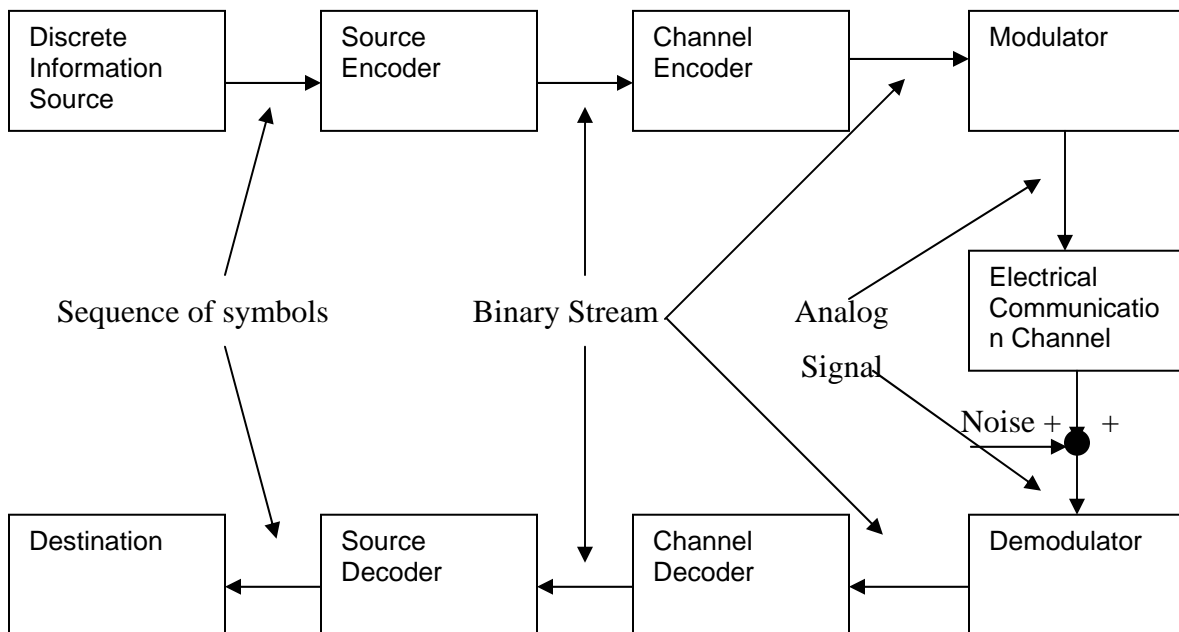 Discrete
Information
Source
Source
Encoder
Channel
Encoder
Modulator
Sequence of symbols
Binary Stream
Analog
Signal
Electrical
Communicatio
n Channel
Noise + +
Destination
Source
Decoder
Channel
Decoder
Demodulator